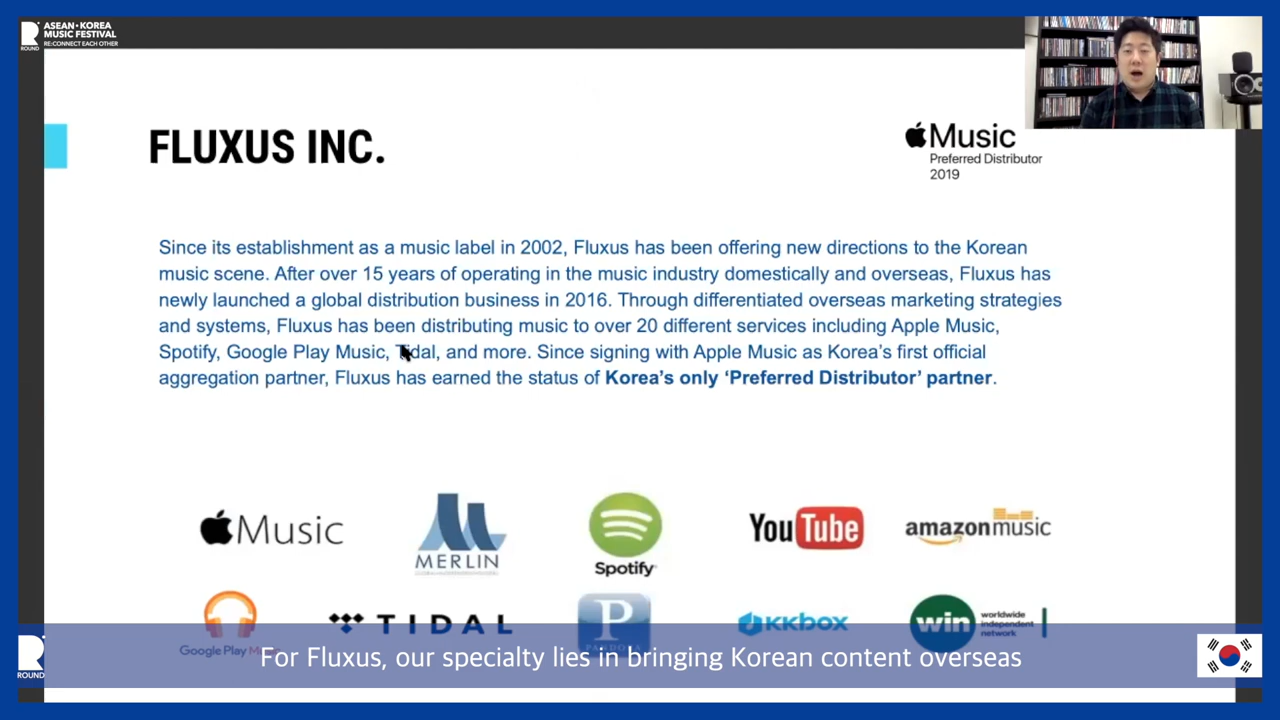 ROUND
ASEAN·KOREA
MUSIC FESTIVAL
RE:CONNECT EACH OTHER
FLUXUS INC.
Music
Preferred Distributor
2019
Since its establishment as a music label in 2002, Fluxus has been offering new directions to the Korean
music scene. After over 15 years of operating in the music industry domestically and overseas, Fluxus has
newly launched a global distribution business in 2016. Through differentiated overseas marketing strategies
and systems, Fluxus has been distributing music to over 20 different services including Apple Music,
Spotify, Google Play Music, Tidal, and more. Since signing with Apple Music as Korea's first official
aggregation partner, Fluxus has earned the status of Korea's only ‘Preferred Distributor’ partner.
Music
MERLIN
Spotify
YouTube
amazonmusic
Google Play
TIDAL
P
KKBOX
win
worldwide
independent
network
R
ROUND
For Fluxus, our specialty lies in bringing Korean content overseas